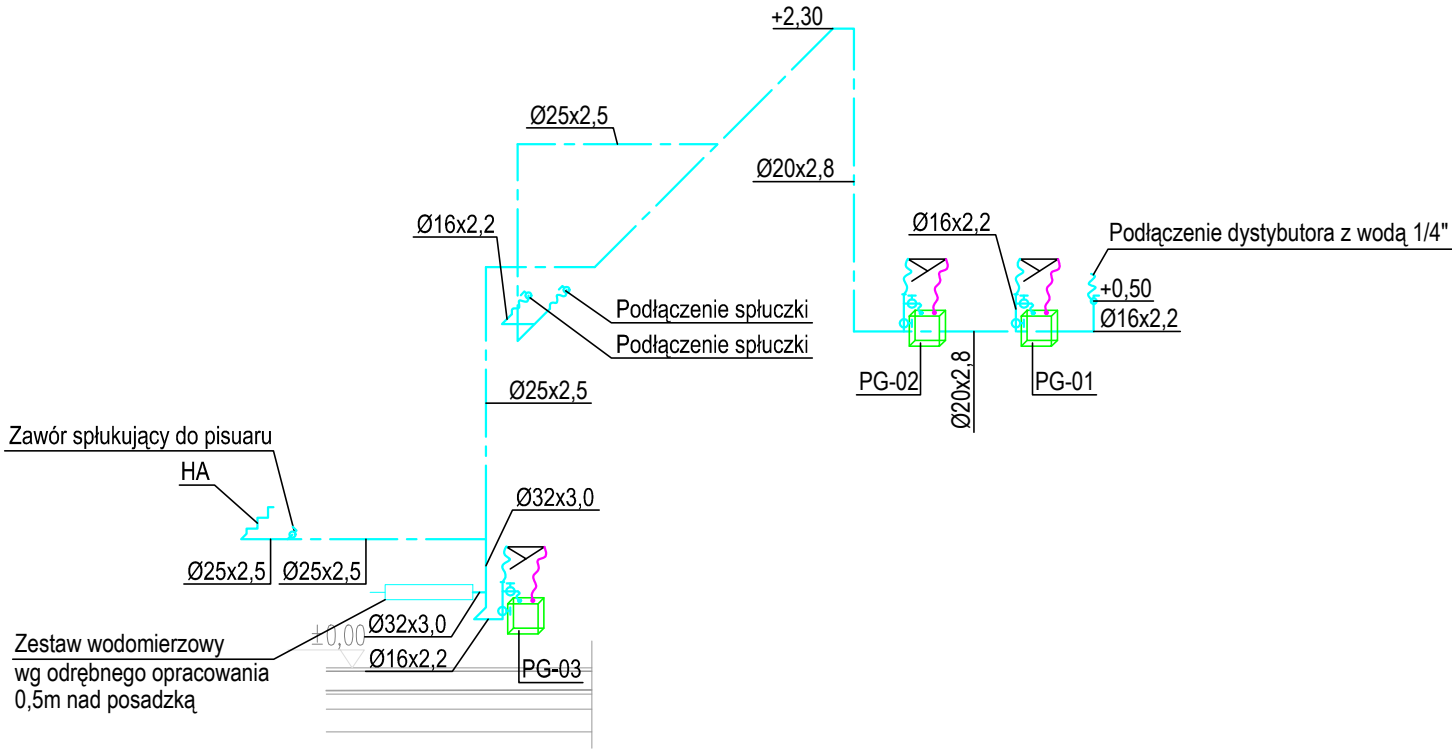 +2,30
Ø25x2,5
Ø20x2,8
Ø16x2,2
Ø16x2,2
Podłączenie dystybutora z wodą 1/4"
+0,50
Ø16x2,2
Podłączenie spłuczki
Podłączenie spłuczki
PG-02
Ø20x2,8
PG-01
Ø25x2,5
Zawór spłukujący do pisuaru
HA
Ø32x3,0
Ø25x2,5
Ø25x2,5
Zestaw wodomierzowy
wg odrębnego opracowania
0,5m nad posadzką
±0,00
Ø32x3,0
Ø16x2,2
PG-03